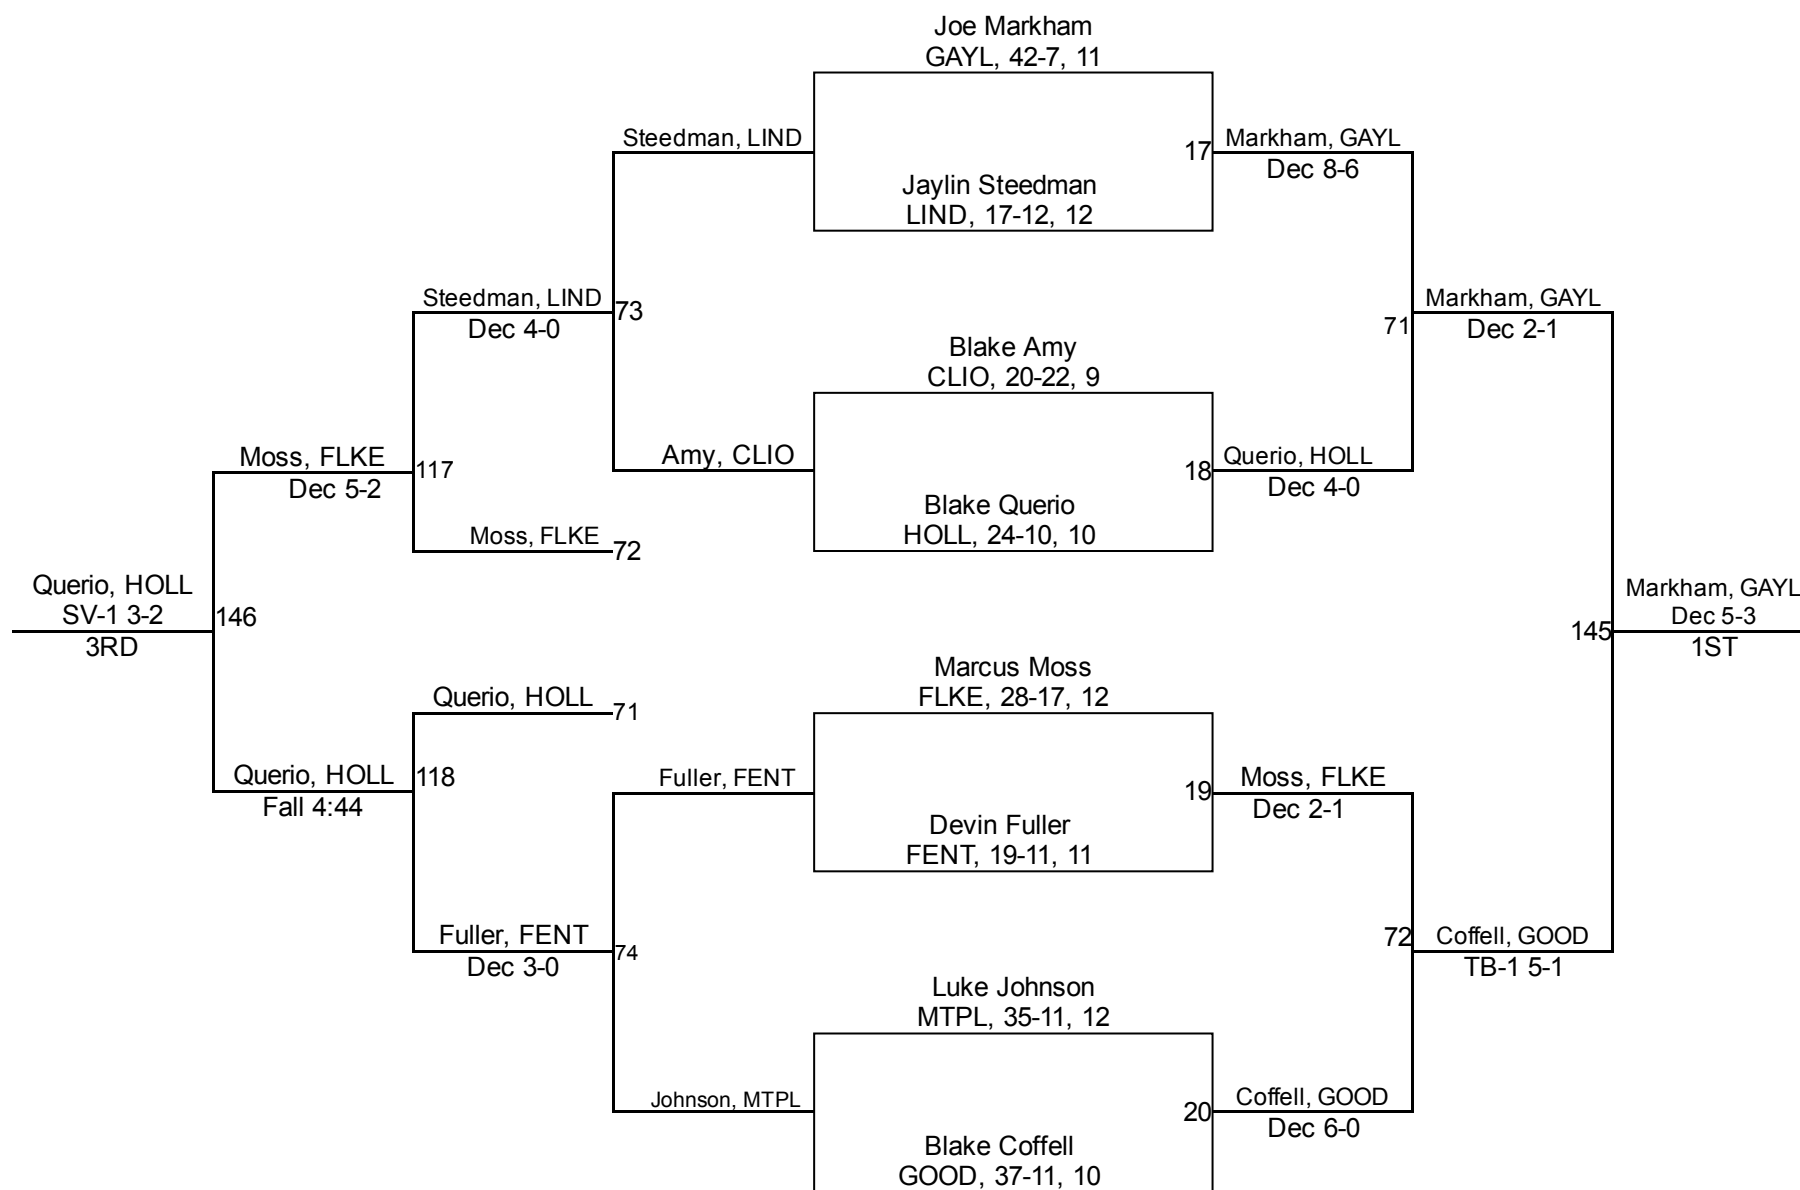 Joe Markham
GAYL, 42-7, 11
Steedman, LIND
17
Markham, GAYL
Dec 8-6
Jaylin Steedman
LIND, 17-12, 12
Steedman, LIND
Dec 4-0
73
71
Markham, GAYL
Dec 2-1
Blake Amy
CLIO, 20-22, 9
Moss, FLKE
Dec 5-2
117
Amy, CLIO
18
Querio, HOLL
Dec 4-0
Blake Querio
HOLL, 24-10, 10
Moss, FLKE
72
Querio, HOLL
SV-1 3-2
3RD
146
145
Markham, GAYL
Dec 5-3
1ST
Marcus Moss
FLKE, 28-17, 12
Querio, HOLL
71
Querio, HOLL
Fall 4:44
118
Fuller, FENT
19
Moss, FLKE
Dec 2-1
Devin Fuller
FENT, 19-11, 11
Fuller, FENT
Dec 3-0
74
72
Coffell, GOOD
TB-1 5-1
Luke Johnson
MTPL, 35-11, 12
Johnson, MTPL
20
Coffell, GOOD
Dec 6-0
Blake Coffell
GOOD, 37-11, 10